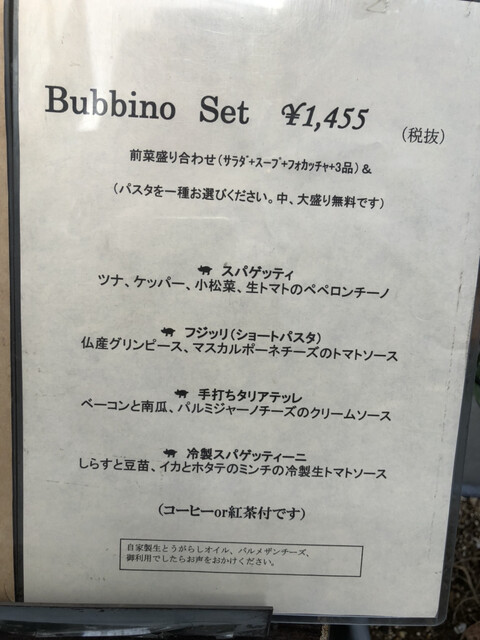 Bubbino Set ¥1,455 (税抜)
前菜盛り合わせ(ｻﾗﾀﾞ+ｽｰﾌﾟ+ﾌｫｶｯﾁｬ+3品)&
(パスタを一種お選びください。中、大盛り無料です)
スパゲッティ
ツナ、ケッパー、小松菜、生トマトのペペロンチーノ
フジッリ(ショートパスタ)
仏産グリンピース、マスカルポーネチーズのトマトソース
手打ちタリアテッレ
ベーコンと南瓜、パルミジャーノチーズのクリームソース
冷製スパゲッティーニ
しらすと豆苗、イカとホタテのミンチの冷製生トマトソース
(コーヒーor紅茶付です)
自家製生とうがらしオイル、パルメザンチーズ、
御利用でしたらお声をおかけください。